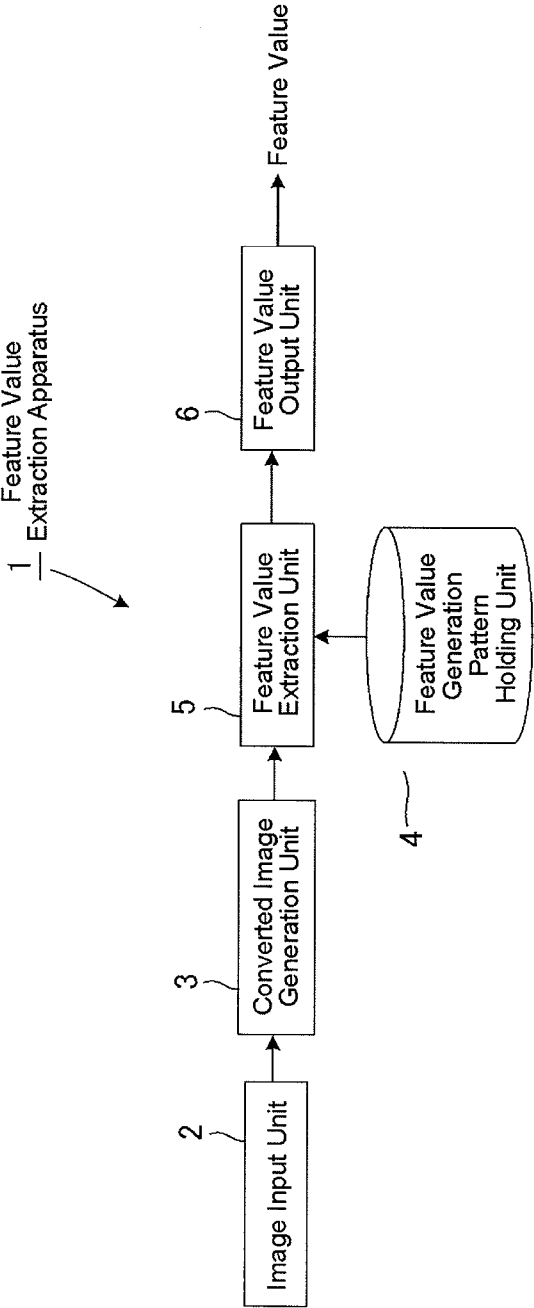 1 Feature Value
Extraction Apparatus
2
Image Input Unit
3
Converted Image
Generation Unit
5
Feature Value
Extraction Unit
6
Feature Value
Output Unit
Feature Value
4
Feature Value
Generation
Pattern
Holding Unit